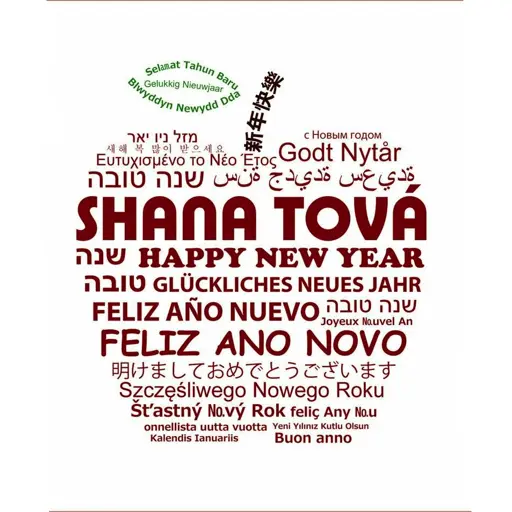 Selamat Tahun Baru
Gelukkig Nieuwjaar
Blwyddyn Newydd Dda
新年快樂
מזל ניו יאר
с Новым годом
새해 복 많이 받으세요
Ευτυχισμένο το Νέο Έτος
Godt Nytår
שנה טובה
سنة جديدة سعيدة
SHANA TOVÁ
שנה
HAPPY NEW YEAR
טובה
GLÜCKLICHES NEUES JAHR
FELIZ AÑO NUEVO
שנה טובה
Joyeux №uvel An
FELIZ ANO NOVO
明けましておめでとうございます
Szczęśliwego Nowego Roku
Šťastný №vý Rok
feliç Any №u
onnellista uutta vuotta
Yeni Yılınız Kutlu Olsun
Kalendis Ianuariis
Buon anno